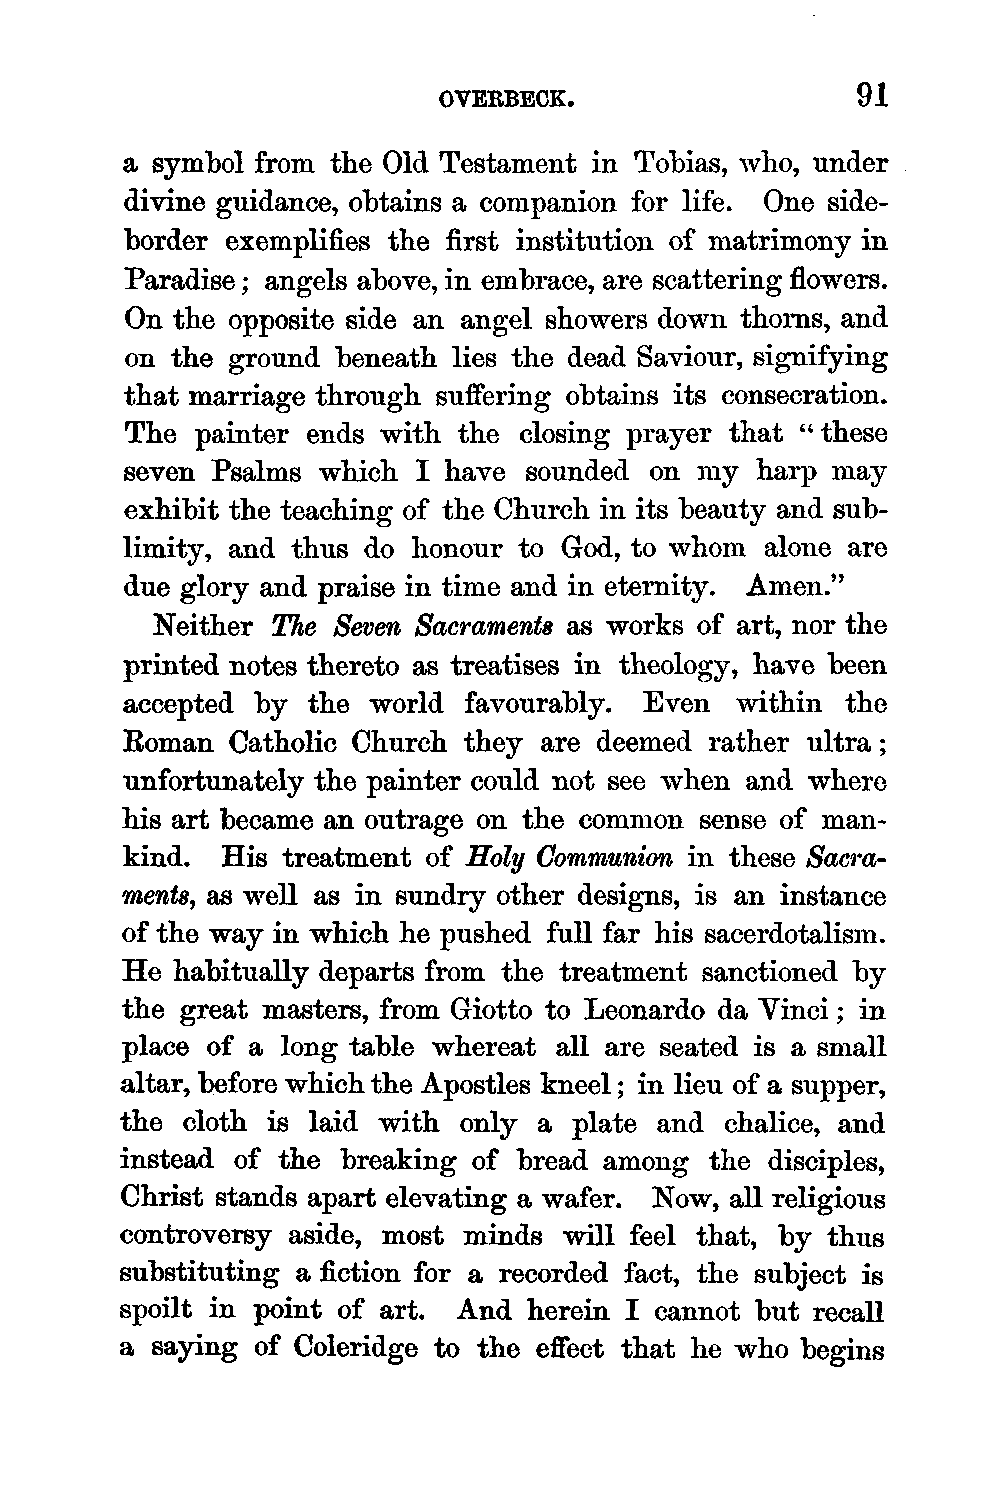 OVERBECK. 91
a symbol from the Old Testament in Tobias, who, under
divine guidance, obtains a companion for life. One side-
border exemplifies the first institution of matrimony in
Paradise; angels above, in embrace, are scattering flowers.
On the opposite side an angel showers down thorns, and
on the ground beneath lies the dead Saviour, signifying
that marriage through suffering obtains its consecration.
The painter ends with the closing prayer that “these
seven Psalms which I have sounded on my harp may
exhibit the teaching of the Church in its beauty and sub-
limity, and thus do honour to God, to whom alone are
due glory and praise in time and in eternity. Amen.”
Neither The Seven Sacraments as works of art, nor the
printed notes thereto as treatises in theology, have been
accepted by the world favourably. Even within the
Roman Catholic Church they are deemed rather ultra;
unfortunately the painter could not see when and where
his art became an outrage on the common sense of man-
kind. His treatment of Holy Communion in these Sacra-
ments, as well as in sundry other designs, is an instance
of the way in which he pushed full far his sacerdotalism.
He habitually departs from the treatment sanctioned by
the great masters, from Giotto to Leonardo da Vinci; in
place of a long table whereat all are seated is a small
altar, before which the Apostles kneel; in lieu of a supper,
the cloth is laid with only a plate and chalice, and
instead of the breaking of bread among the disciples,
Christ stands apart elevating a wafer. Now, all religious
controversy aside, most minds will feel that, by thus
substituting a fiction for a recorded fact, the subject is
spoilt in point of art. And herein I cannot but recall
a saying of Coleridge to the effect that he who begins